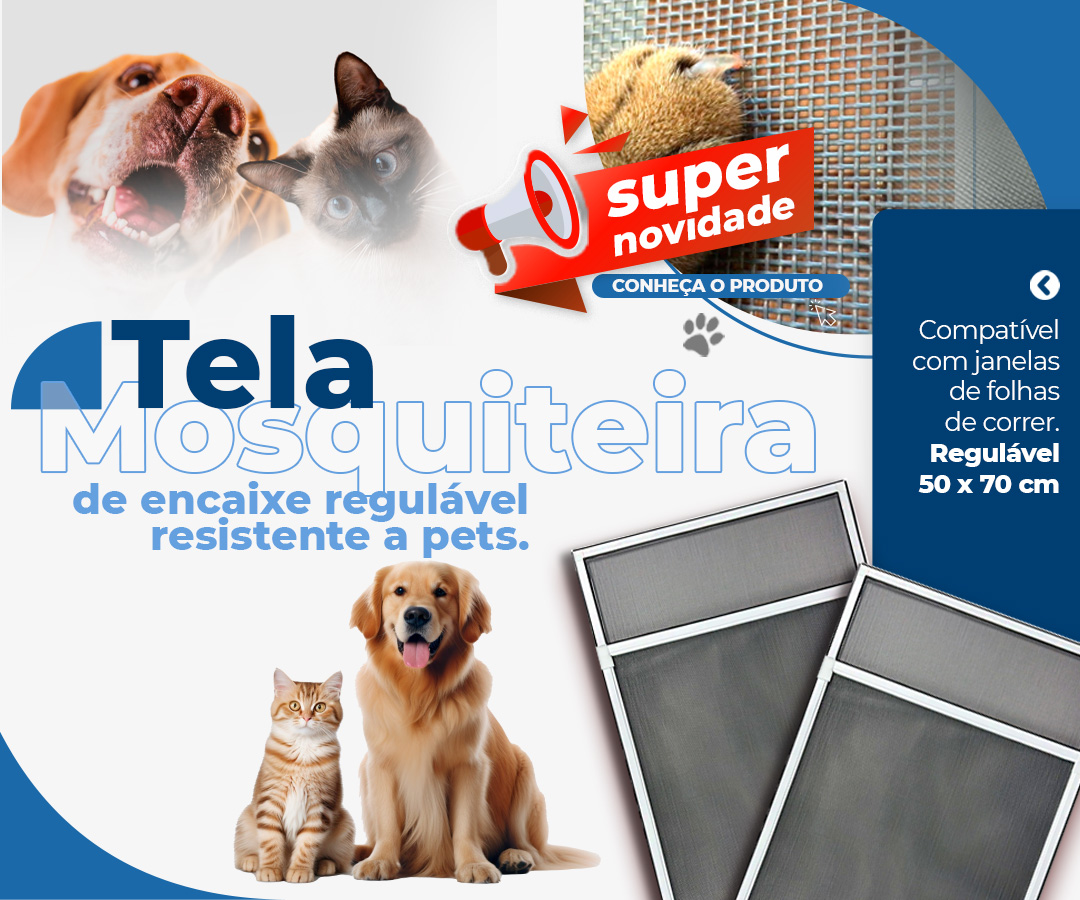 super
novidade
CONHEÇA O PRODUTO
Tela
Mosquiteira
de encaixe regulável
resistente a pets.
Compatível
com janelas
de folhas
de correr.
Regulável
50 x 70 cm